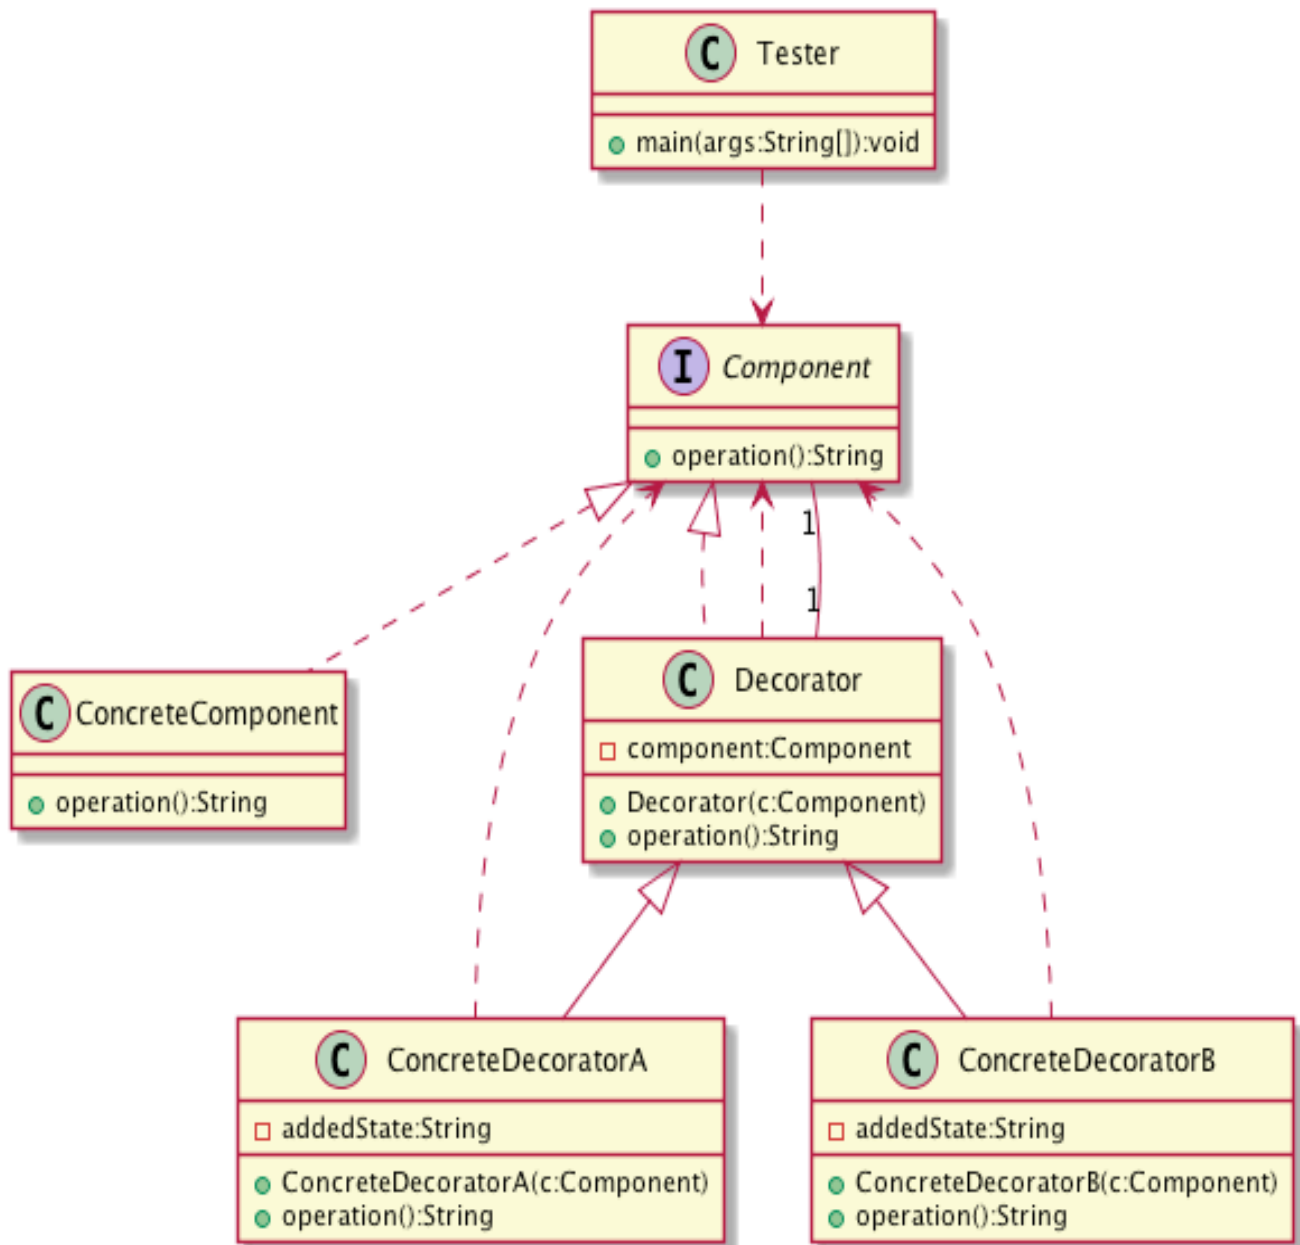 C Tester
main(args:String[]):void
I Component
operation():String
1
1
C ConcreteComponent
operation():String
C Decorator
component:Component
Decorator(c:Component)
operation():String
C ConcreteDecoratorA
addedState:String
ConcreteDecoratorA(c:Component)
operation():String
C ConcreteDecoratorB
addedState:String
ConcreteDecoratorB(c:Component)
operation():String